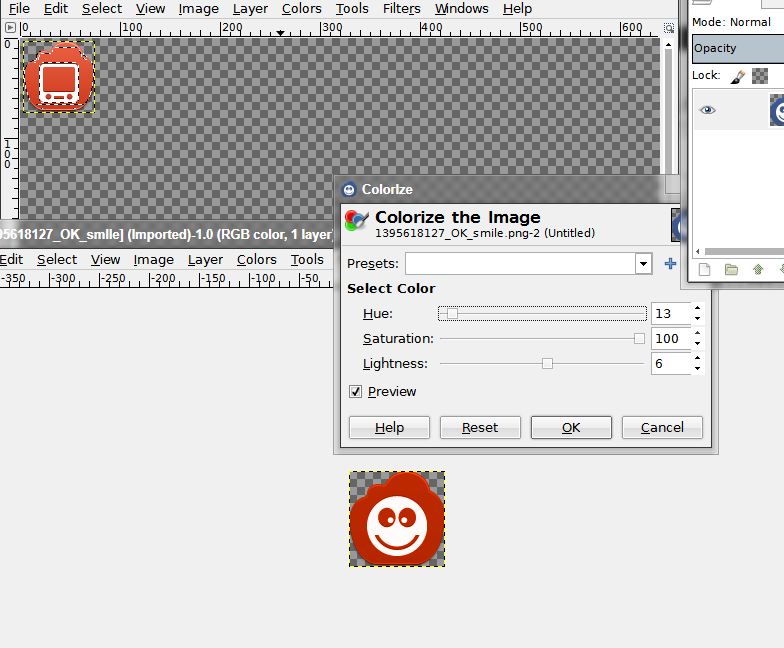 File Edit Select View Image Layer Colors Tools Filters Windows Help
Mode: Normal
0 100 200 300 400 500 600
Opacity
0
Lock:
100
Colorize
Colorize the Image
1395618127_OK_smile.png-2 (Untitled)
95618127_OK_smile] (Imported)-1.0 (RGB color, 1 layer
Edit Select View Image Layer Colors Tools
Presets:
-350 -300 -250 -200 -150 -100 -50
Select Color
Hue: 13
Saturation: 100
Lightness: 6
Preview
Help Reset OK Cancel